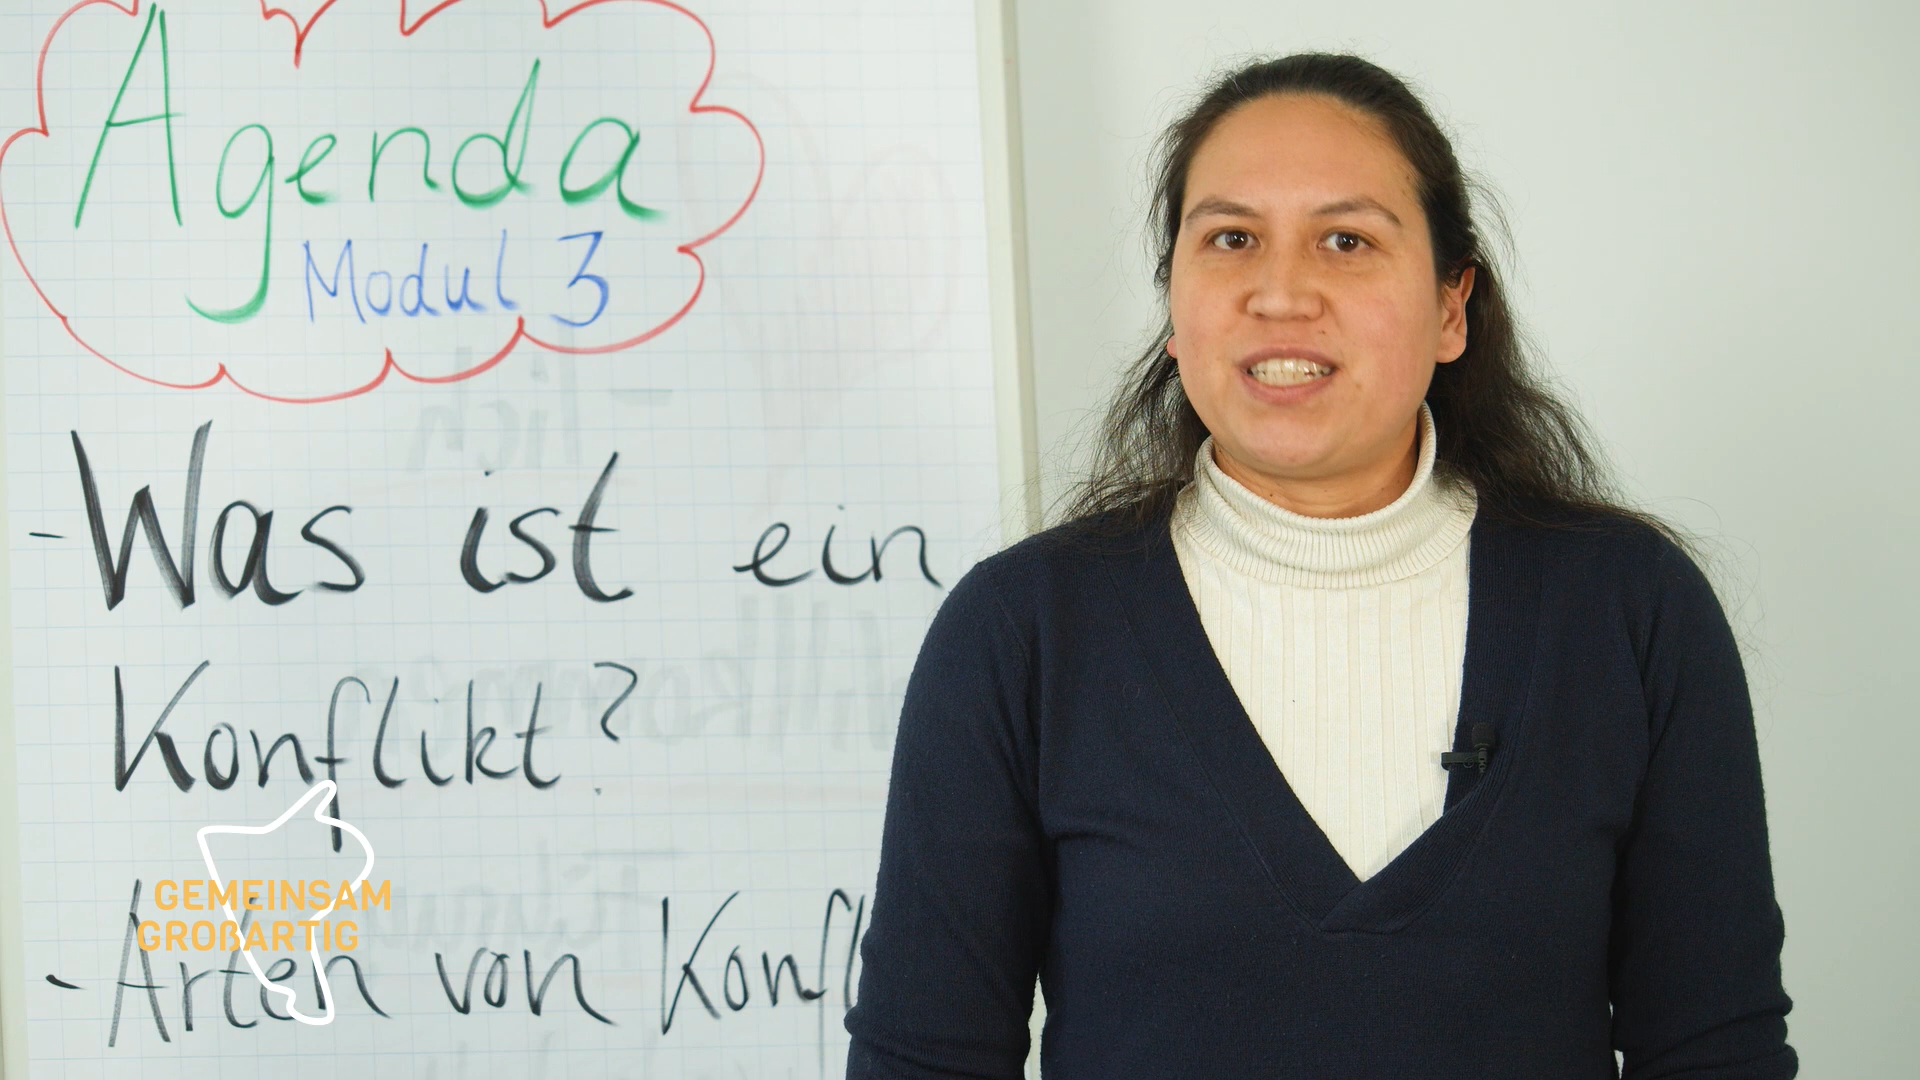 Agenda
Modul 3
- Was ist ein
Konflikt?
- Arten von Konfl
GEMEINSAM
GROßARTIG